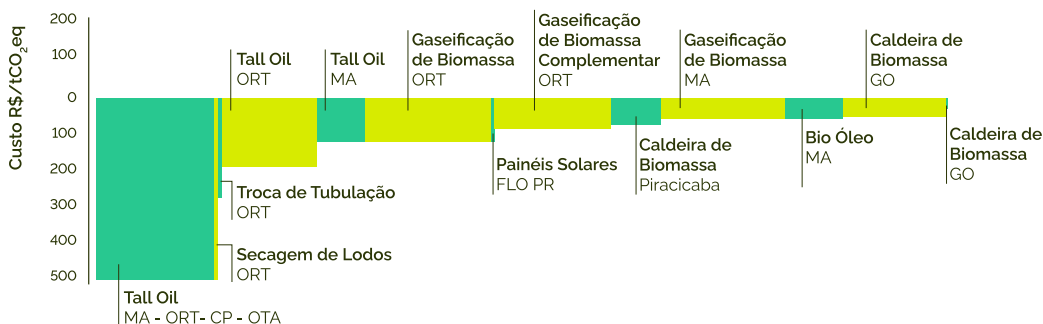 Custo R$/tCO2eq
200
100
0
100
200
300
400
500
Tall Oil
MA - ORT- CP - OTA
Secagem de Lodos
ORT
Troca de Tubulação
ORT
Tall Oil
ORT
Tall Oil
MA
Gaseificação
de Biomassa
ORT
Painéis Solares
FLO PR
Gaseificação
de Biomassa
Complementar
ORT
Caldeira de
Biomassa
Piracicaba
Gaseificação
de Biomassa
MA
Bio Óleo
MA
Caldeira de
Biomassa
GO
Caldeira de
Biomassa
GO